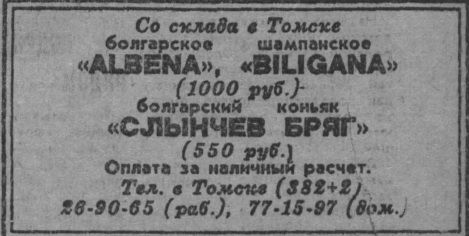 Со склада в Томске
болгарское шампанское
«ALBENA», «BILIGANA»
(1000 руб.)
болгарский коньяк
«СЛЫНЧЕВ БРЯГ»
(550 руб.)
Оплата за наличный расчет.
Тел. в Томске (382+2)
26-90-65 (раб.), 77-15-97 (дом.)